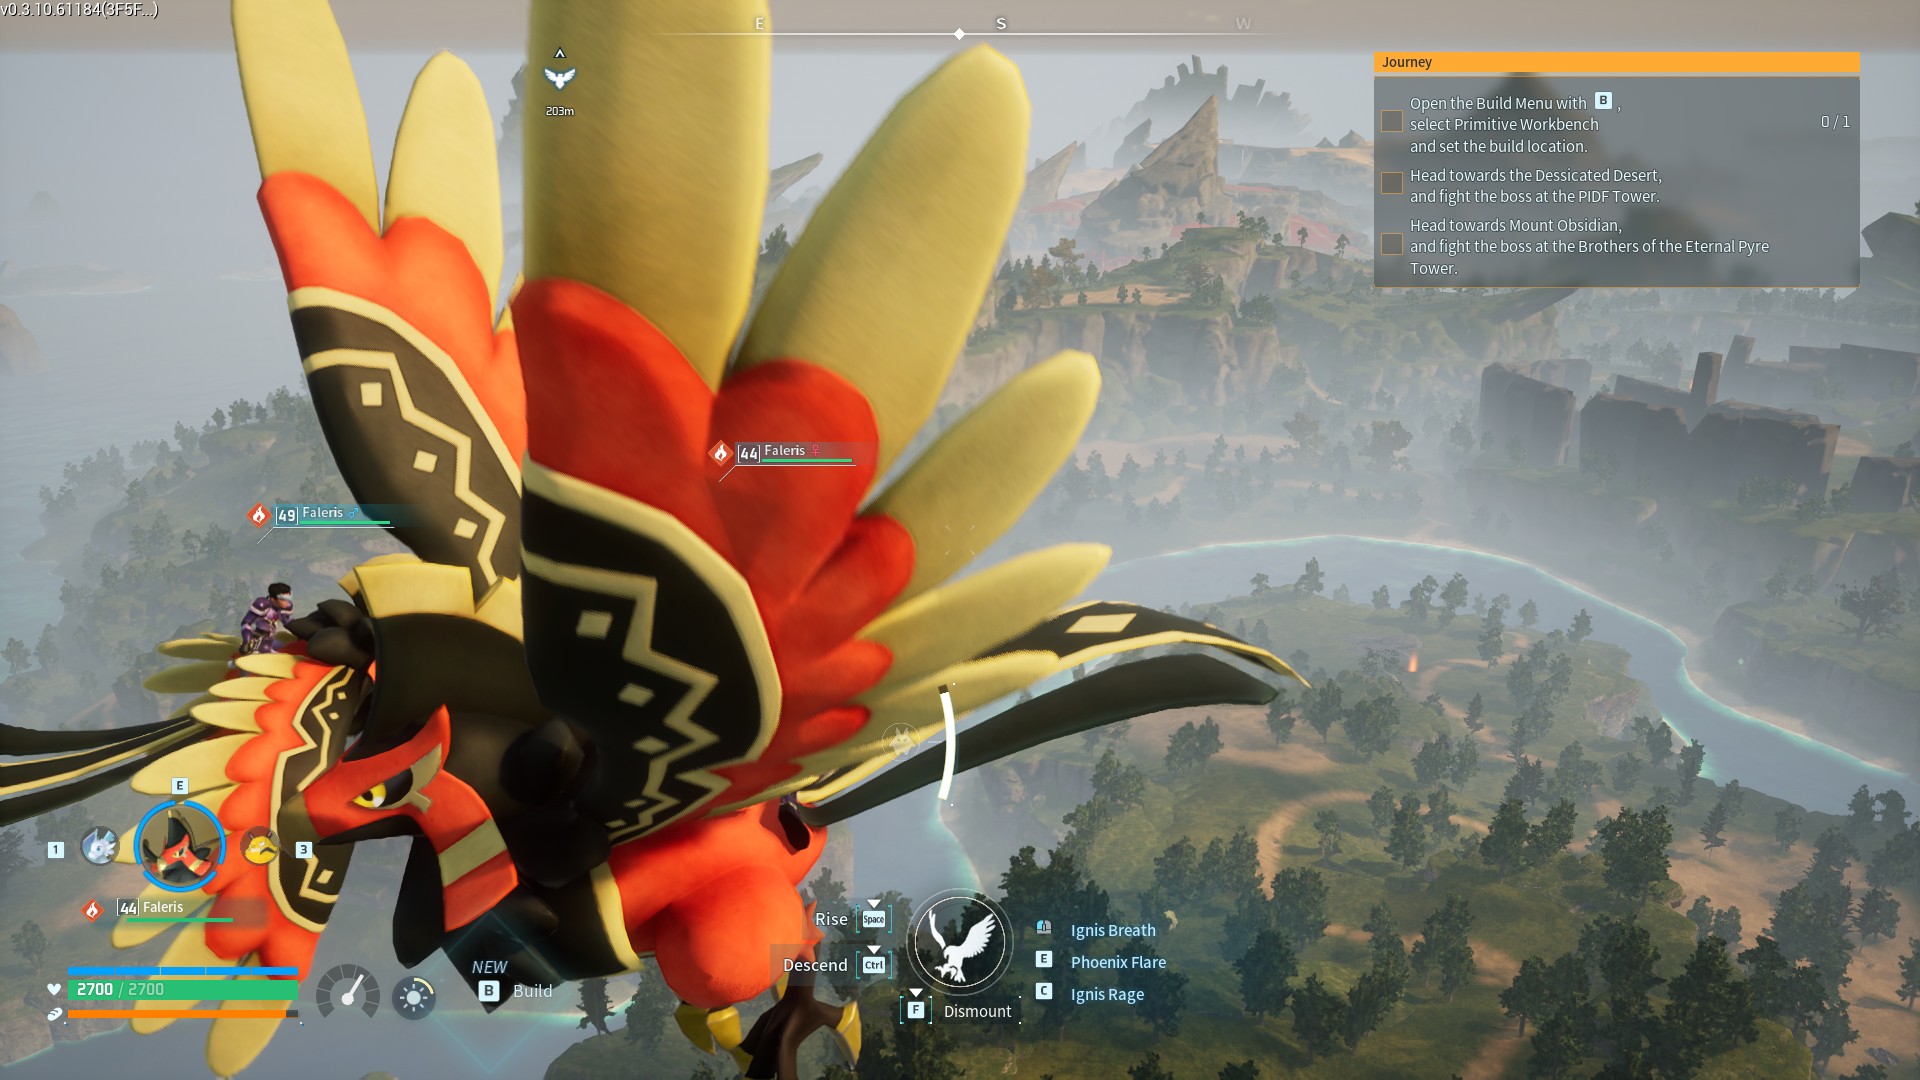 v0.3.10.61184(3F5F...)
E
S
W
203m
Journey
Open the Build Menu with B ,
select Primitive Workbench
and set the build location.
0 / 1
Head towards the Dessicated Desert,
and fight the boss at the PIDF Tower.
Head towards Mount Obsidian,
and fight the boss at the Brothers of the Eternal Pyre
Tower.
44 Faleris ♀
49 Faleris ♂
E
1
3
44 Faleris
2700 / 2700
NEW
B Build
Rise Space
Descend Ctrl
F Dismount
Ignis Breath
E Phoenix Flare
C Ignis Rage